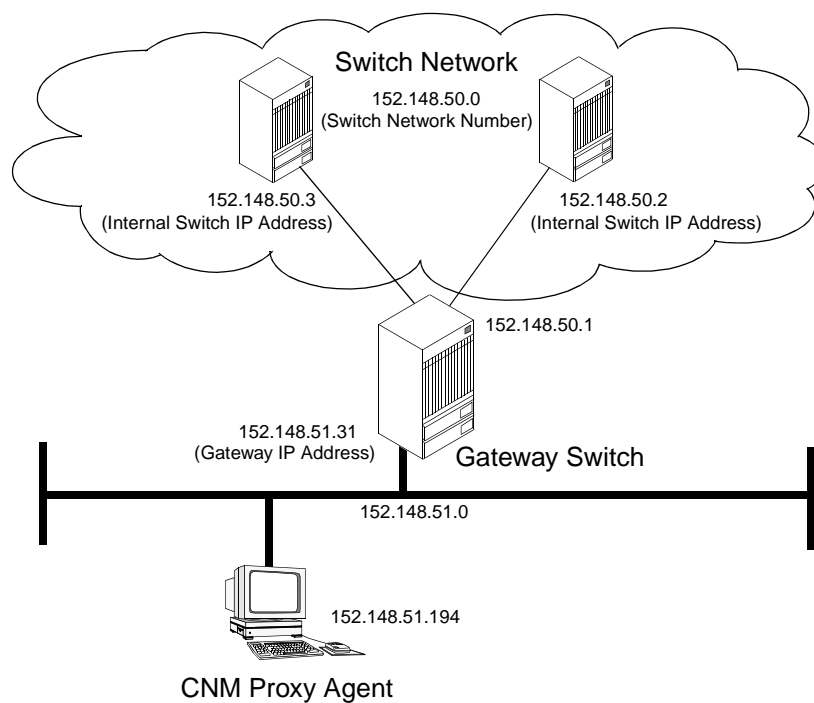 Switch Network
152.148.50.0
(Switch Network Number)
152.148.50.3
(Internal Switch IP Address)
152.148.50.2
(Internal Switch IP Address)
152.148.50.1
152.148.51.31
(Gateway IP Address)
Gateway Switch
152.148.51.0
152.148.51.194
CNM Proxy Agent